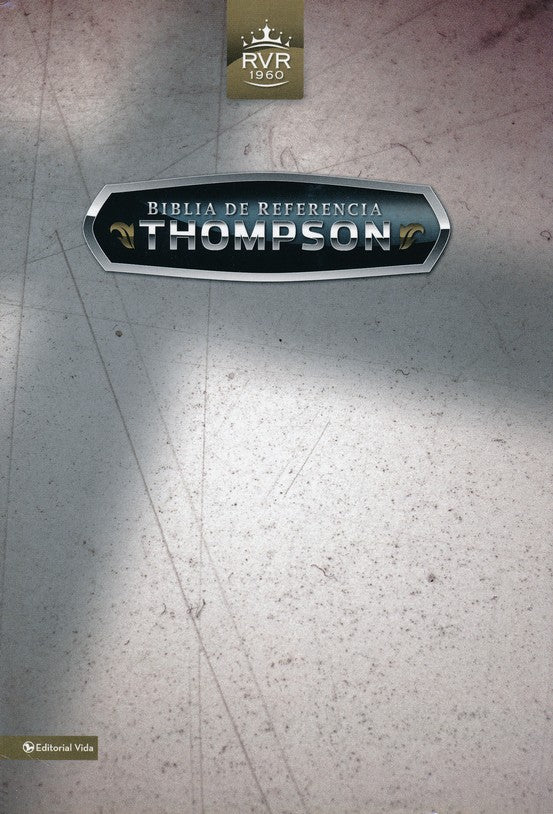 RVR
1960
BIBLIA DE REFERENCIA
THOMPSON
Editorial Vida